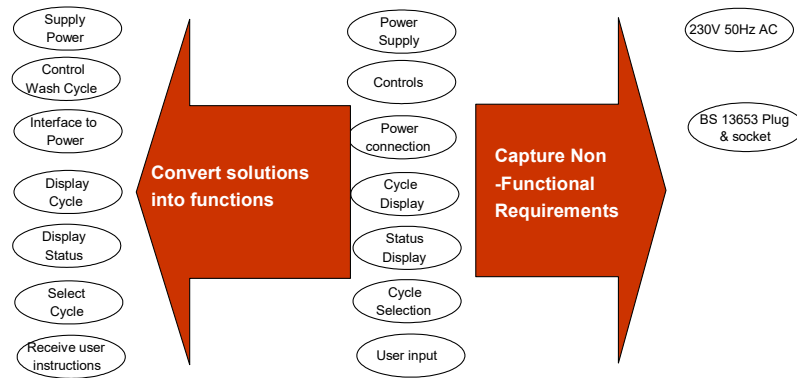 Supply
Power
Control
Wash Cycle
Interface to
Power
Display
Cycle
Display
Status
Select
Cycle
Receive user
instructions
Convert solutions
into functions
Power
Supply
Controls
Power
connection
Cycle
Display
Status
Display
Cycle
Selection
User input
Capture Non
-Functional
Requirements
230V 50Hz AC
BS 13653 Plug
& socket